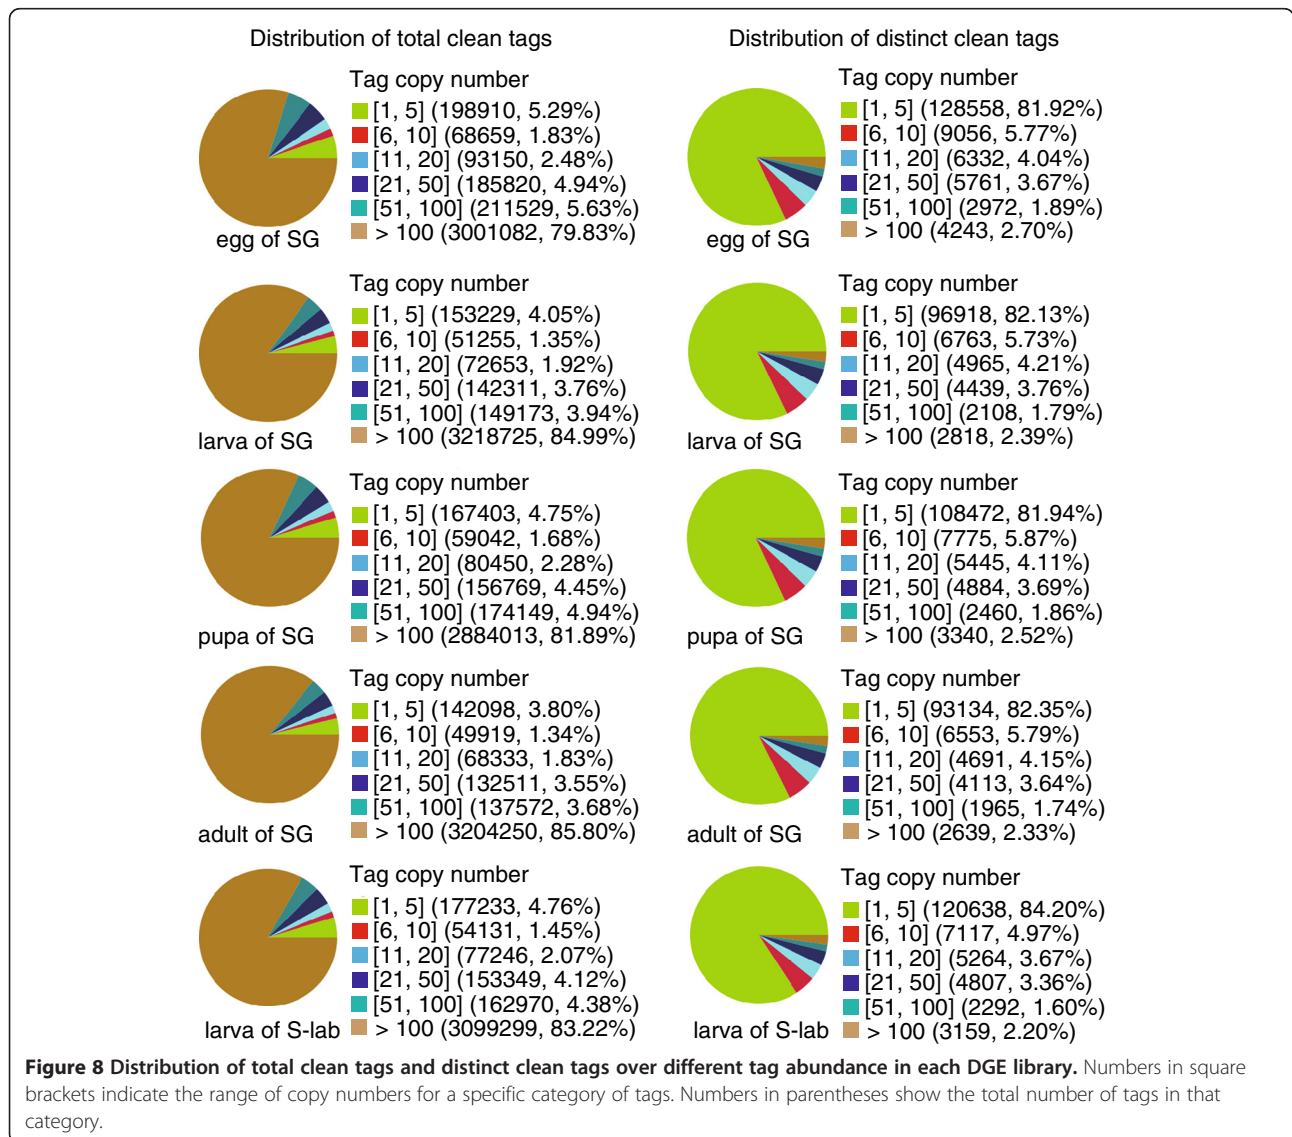 Distribution of total clean tags
Distribution of distinct clean tags
Tag copy number
[1, 5] (198910, 5.29%)
[6, 10] (68659, 1.83%)
[11, 20] (93150, 2.48%)
[21, 50] (185820, 4.94%)
[51, 100] (211529, 5.63%)
> 100 (3001082, 79.83%)
egg of SG
Tag copy number
[1, 5] (128558, 81.92%)
[6, 10] (9056, 5.77%)
[11, 20] (6332, 4.04%)
[21, 50] (5761, 3.67%)
[51, 100] (2972, 1.89%)
> 100 (4243, 2.70%)
egg of SG
Tag copy number
[1, 5] (153229, 4.05%)
[6, 10] (51255, 1.35%)
[11, 20] (72653, 1.92%)
[21, 50] (142311, 3.76%)
[51, 100] (149173, 3.94%)
> 100 (3218725, 84.99%)
larva of SG
Tag copy number
[1, 5] (96918, 82.13%)
[6, 10] (6763, 5.73%)
[11, 20] (4965, 4.21%)
[21, 50] (4439, 3.76%)
[51, 100] (2108, 1.79%)
> 100 (2818, 2.39%)
larva of SG
Tag copy number
[1, 5] (167403, 4.75%)
[6, 10] (59042, 1.68%)
[11, 20] (80450, 2.28%)
[21, 50] (156769, 4.45%)
[51, 100] (174149, 4.94%)
> 100 (2884013, 81.89%)
pupa of SG
Tag copy number
[1, 5] (108472, 81.94%)
[6, 10] (7775, 5.87%)
[11, 20] (5445, 4.11%)
[21, 50] (4884, 3.69%)
[51, 100] (2460, 1.86%)
> 100 (3340, 2.52%)
pupa of SG
Tag copy number
[1, 5] (142098, 3.80%)
[6, 10] (49919, 1.34%)
[11, 20] (68333, 1.83%)
[21, 50] (132511, 3.55%)
[51, 100] (137572, 3.68%)
> 100 (3204250, 85.80%)
adult of SG
Tag copy number
[1, 5] (93134, 82.35%)
[6, 10] (6553, 5.79%)
[11, 20] (4691, 4.15%)
[21, 50] (4113, 3.64%)
[51, 100] (1965, 1.74%)
> 100 (2639, 2.33%)
adult of SG
Tag copy number
[1, 5] (177233, 4.76%)
[6, 10] (54131, 1.45%)
[11, 20] (77246, 2.07%)
[21, 50] (153349, 4.12%)
[51, 100] (162970, 4.38%)
> 100 (3099299, 83.22%)
larva of S-lab
Tag copy number
[1, 5] (120638, 84.20%)
[6, 10] (7117, 4.97%)
[11, 20] (5264, 3.67%)
[21, 50] (4807, 3.36%)
[51, 100] (2292, 1.60%)
> 100 (3159, 2.20%)
larva of S-lab
Figure 8 Distribution of total clean tags and distinct clean tags over different tag abundance in each DGE library. Numbers in square
brackets indicate the range of copy numbers for a specific category of tags. Numbers in parentheses show the total number of tags in that
category.